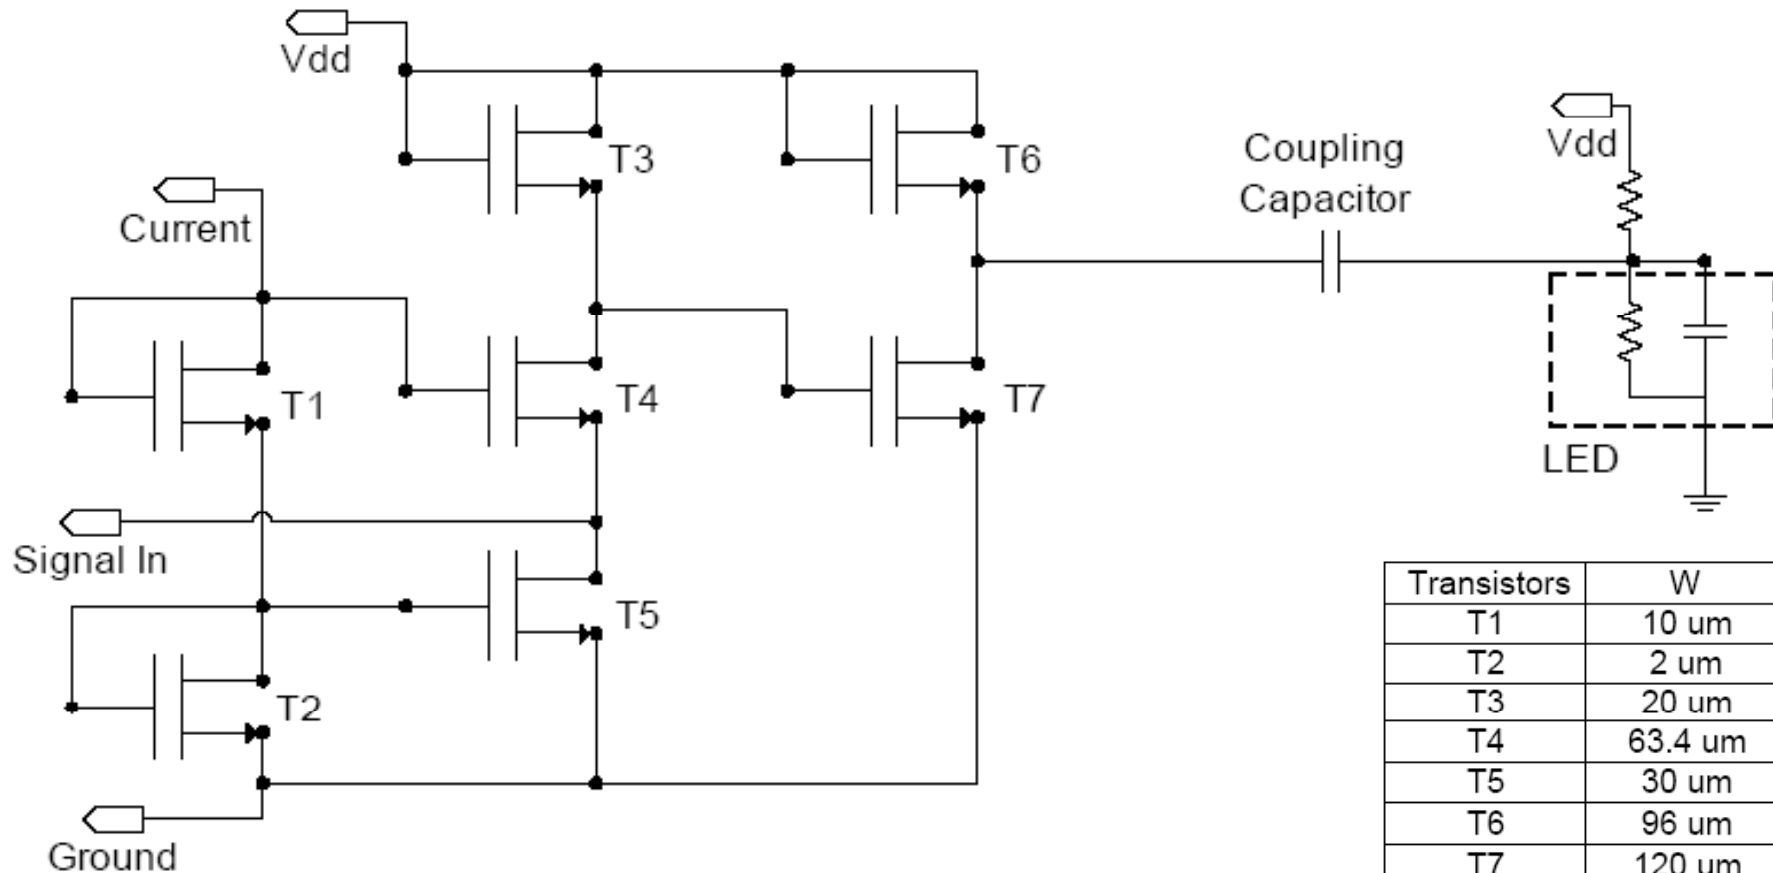 Vdd
T3
T6
Coupling
Capacitor
Vdd
Current
T1
T4
T7
LED
Signal In
T5
T2
Ground
Transistors W
T1 10 um
T2 2 um
T3 20 um
T4 63.4 um
T5 30 um
T6 96 um
T7 120 um